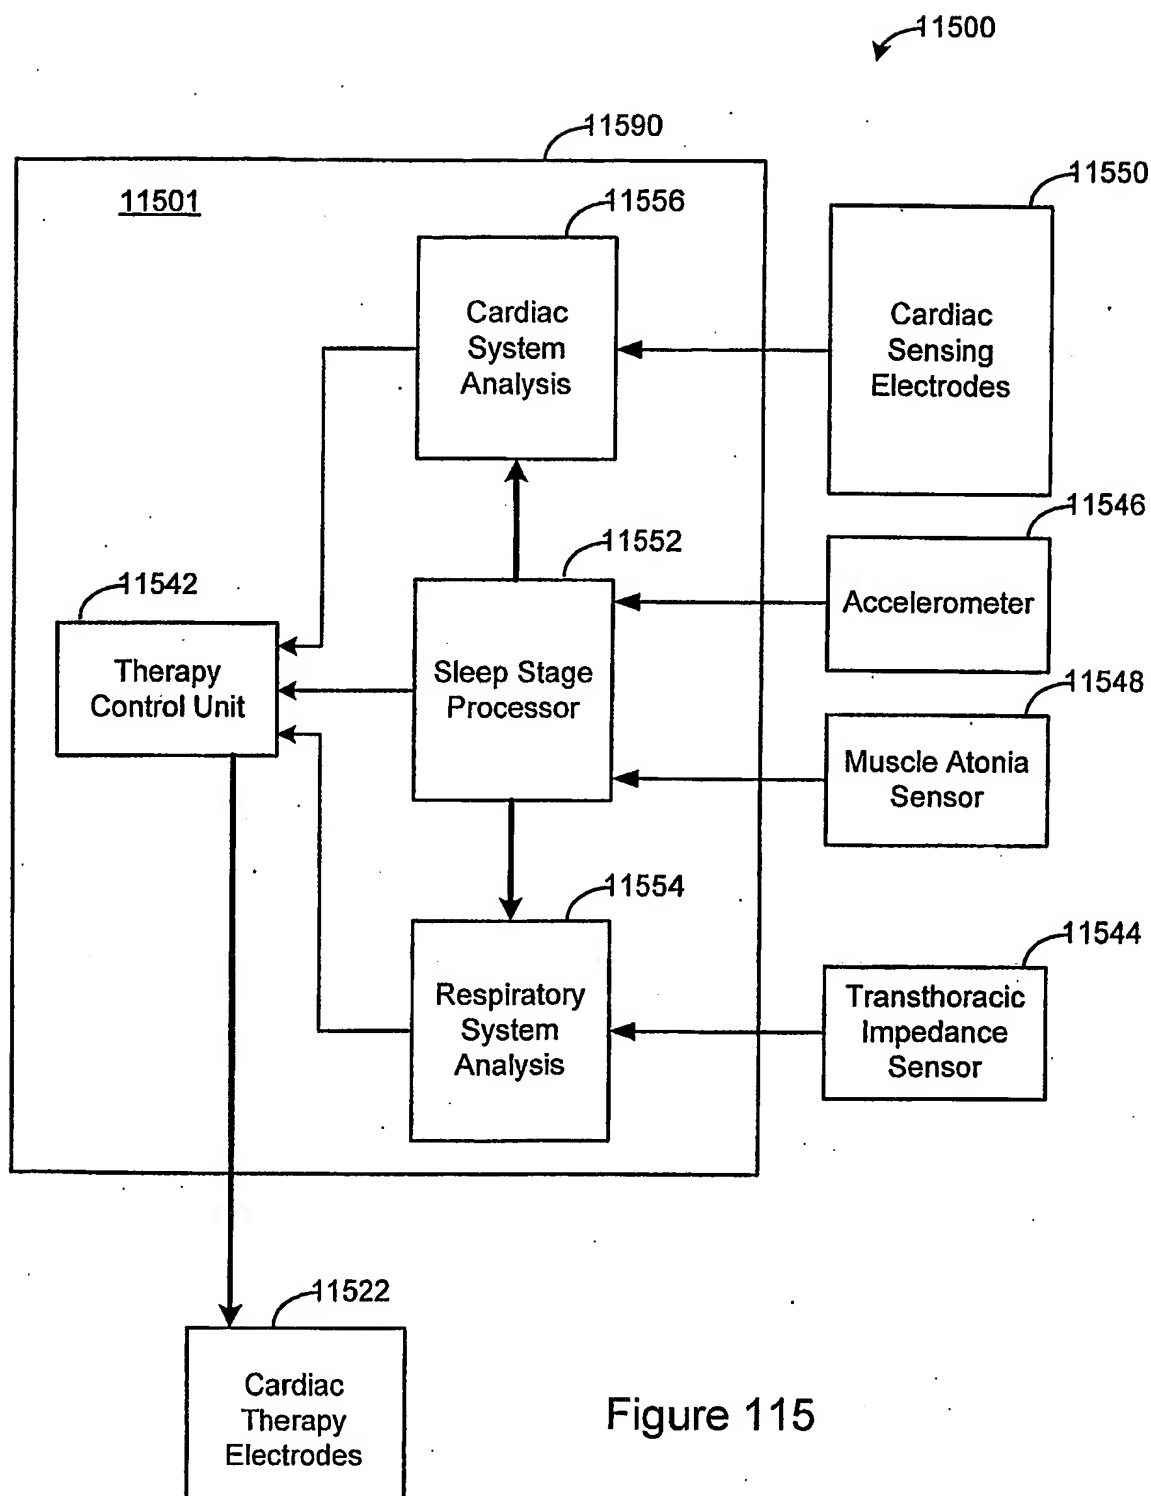 11500
11590
11501
11556
11550
Cardiac
System
Analysis
Cardiac
Sensing
Electrodes
11546
11552
11542
Accelerometer
Therapy
Control Unit
Sleep Stage
Processor
11548
Muscle Atonia
Sensor
11554
11544
Respiratory
System
Analysis
Transthoracic
Impedance
Sensor
11522
Cardiac
Therapy
Electrodes
Figure 115